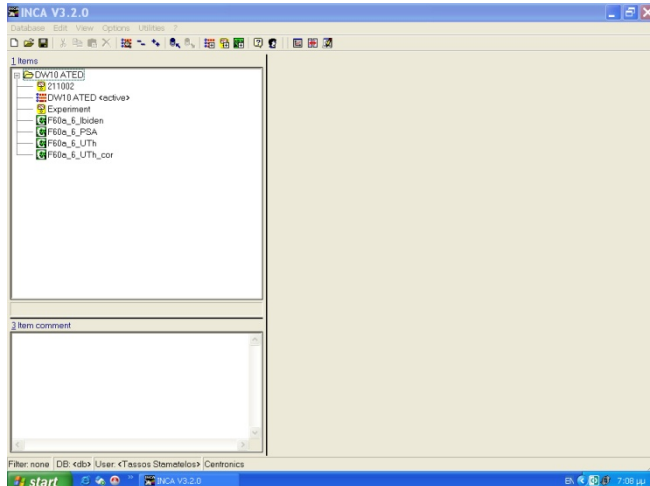 INCA V3.2.0
Database Edit View Options Utilities ?
1 Items
DW10 ATED
211002
DW10 ATED <active>
Experiment
F60a_6_Ibiden
F60a_6_PSA
F60a_6_UTh
F60a_6_UTh_cor
3 Item comment
Filter: none DB: <db> User: <Tassos Stamatelos> Centronics
start INCA V3.2.0 EN 7:08 μμ